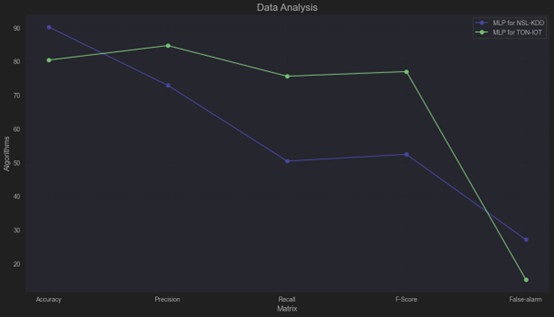 Data Analysis
MLP for NSL-KDD
MLP for TON-IOT
90
80
70
60
50
40
30
20
Algorithms
Accuracy Precision Recall F-Score False-alarm
Matrix